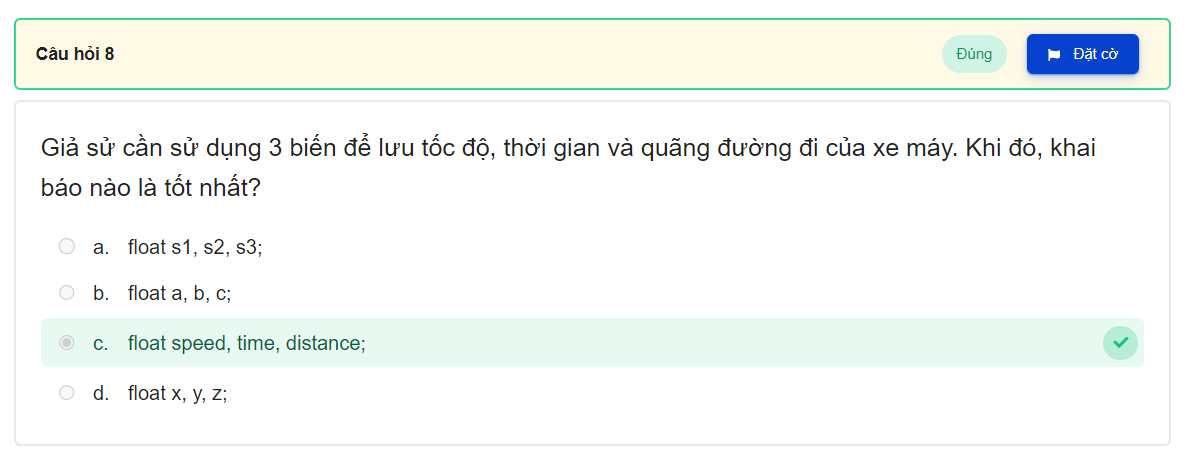 Câu hỏi 8
Đúng
Đặt cờ
Giả sử cần sử dụng 3 biến để lưu tốc độ, thời gian và quãng đường đi của xe máy. Khi đó, khai
báo nào là tốt nhất?
a. float s1, s2, s3;
b. float a, b, c;
c. float speed, time, distance;
d. float x, y, z;